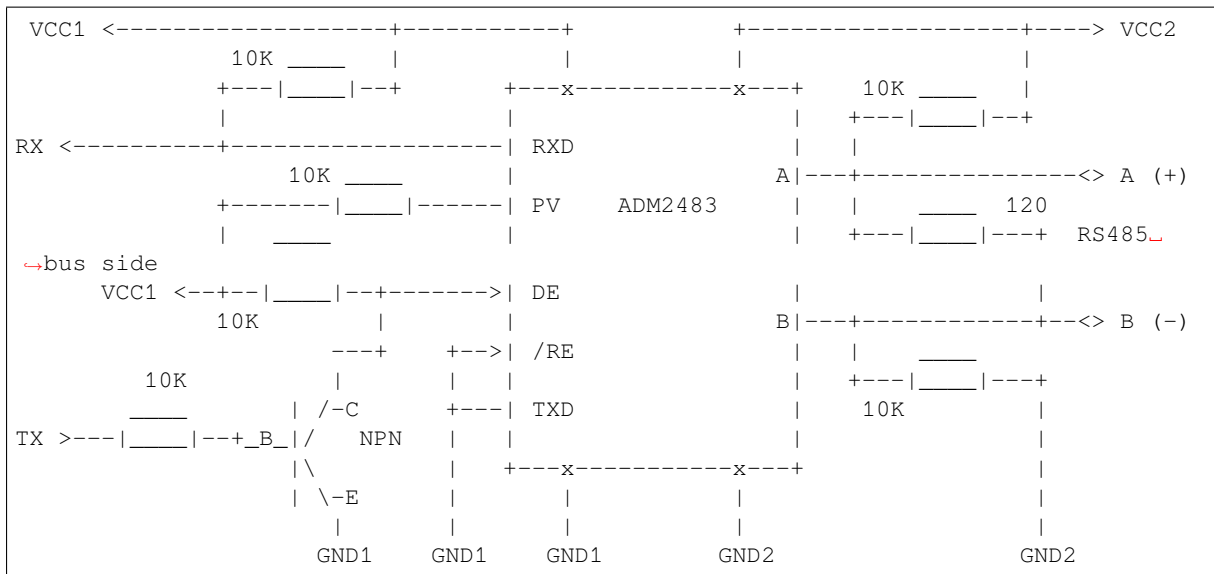 VCC1 <--------------------+------------+             +-------------------+----> VCC2
10K ____ | | | |
+---|____|--+ +---x-----------x---+ 10K ____ |
| | | +---|____|--+
RX <----------+-------------------| RXD | |
10K ____ | A|---+---------------<> A (+)
+-------|____|------| PV ADM2483 | | ____ 120
| ____ | | +---|____|---+ RS485␣
↪bus side
VCC1 <--+--|____|--+------->| DE | |
10K | | B|---+------------+--<> B (-)
---+ +-->| /RE | | ____
10K | | | | +---|____|---+
____ | /-C +---| TXD | 10K |
TX >---|____|--+_B_|/ NPN | | | |
|\ | +---x-----------x---+ |
| \-E | | | |
| | | | |
GND1 GND1 GND1 GND2 GND2